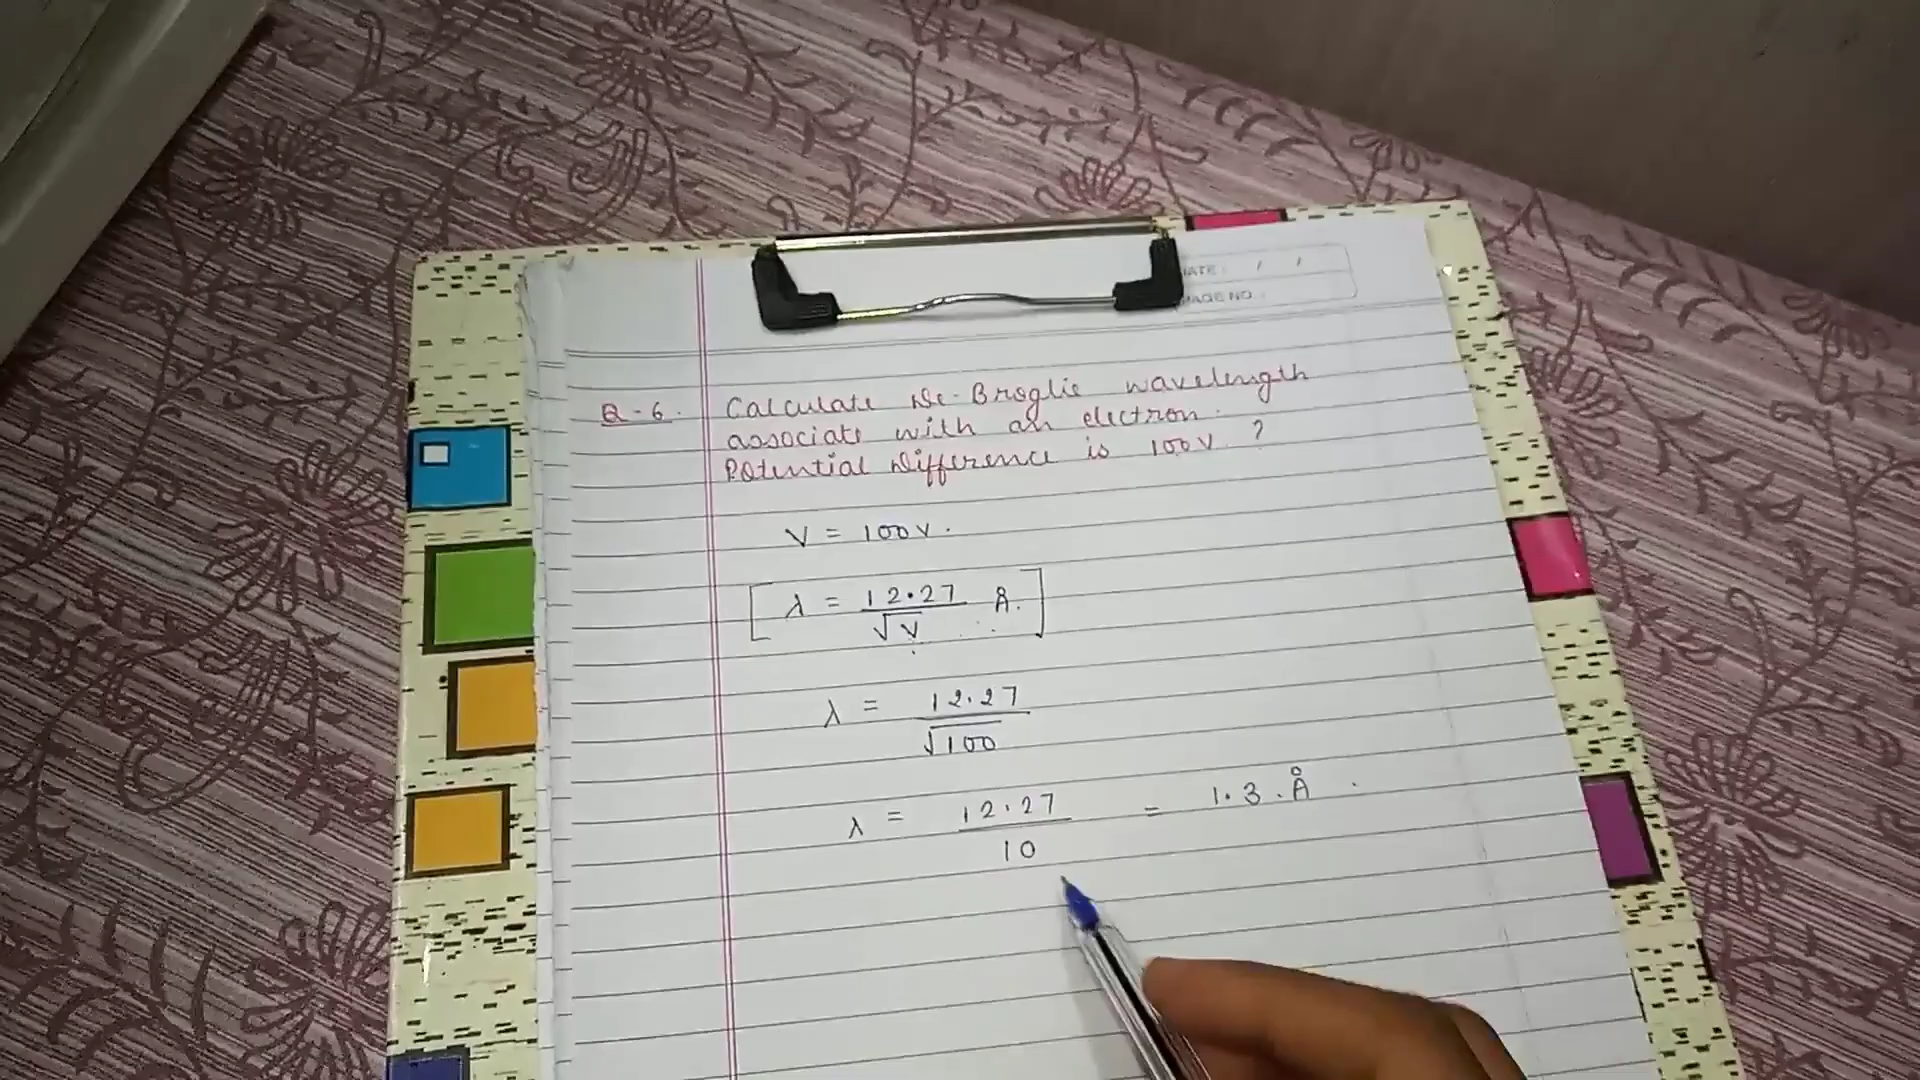 DATE : / /
PAGE NO :
Q-6. Calculate De-Broglie wavelength
associate with an electron.
Potential Difference is 100V ?
V = 100V.
[ λ = 12.27 / √V Å. ]
λ = 12.27 / √100
λ = 12.27 / 10 = 1.3.Å.